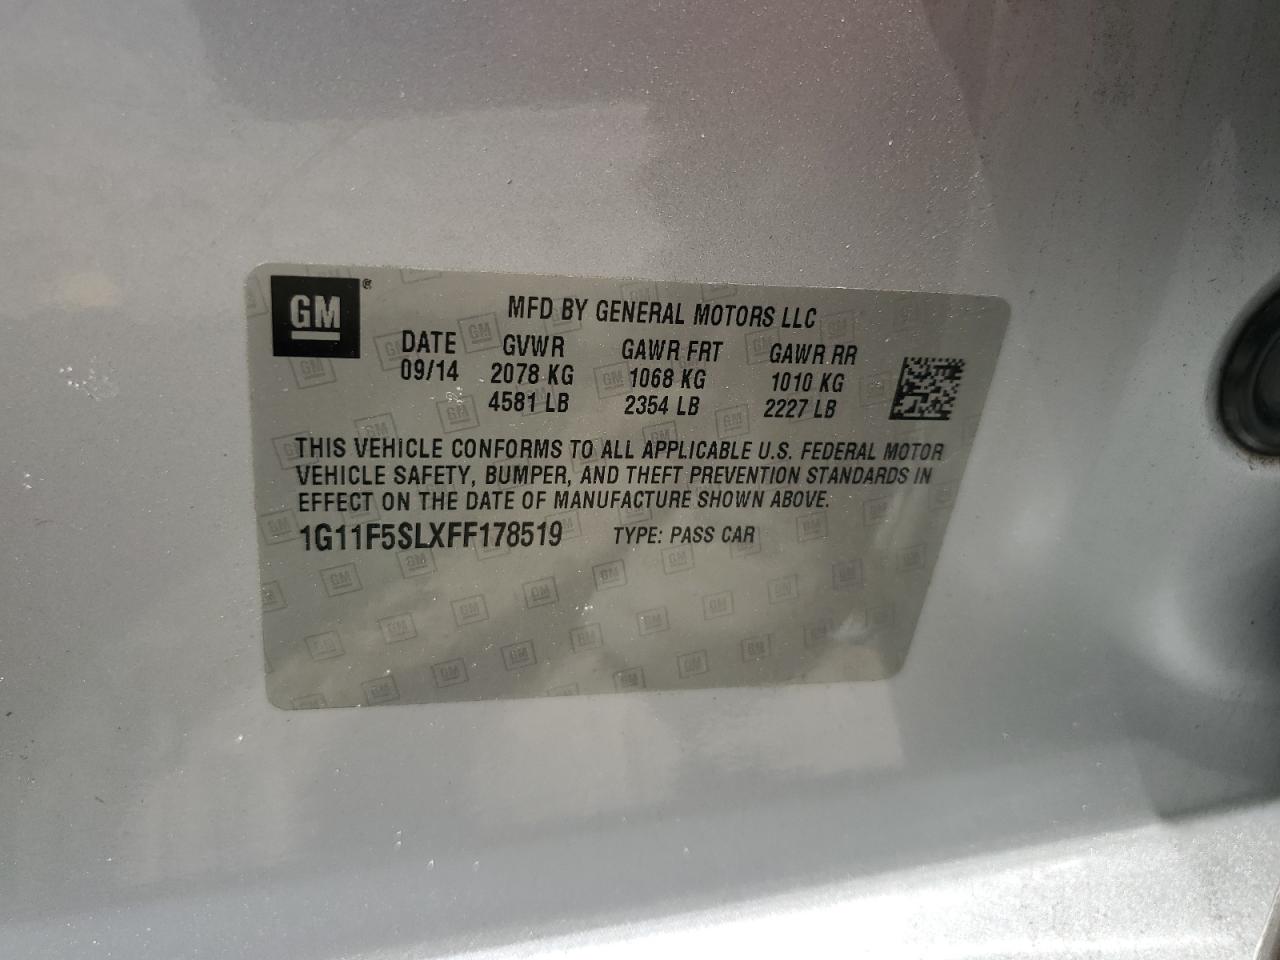 GM®
MFD BY GENERAL MOTORS LLC
DATE GVWR GAWR FRT GAWR RR
09/14 2078 KG 1068 KG 1010 KG
4581 LB 2354 LB 2227 LB
THIS VEHICLE CONFORMS TO ALL APPLICABLE U.S. FEDERAL MOTOR
VEHICLE SAFETY, BUMPER, AND THEFT PREVENTION STANDARDS IN
EFFECT ON THE DATE OF MANUFACTURE SHOWN ABOVE.
1G11F5SLXFF178519 TYPE: PASS CAR